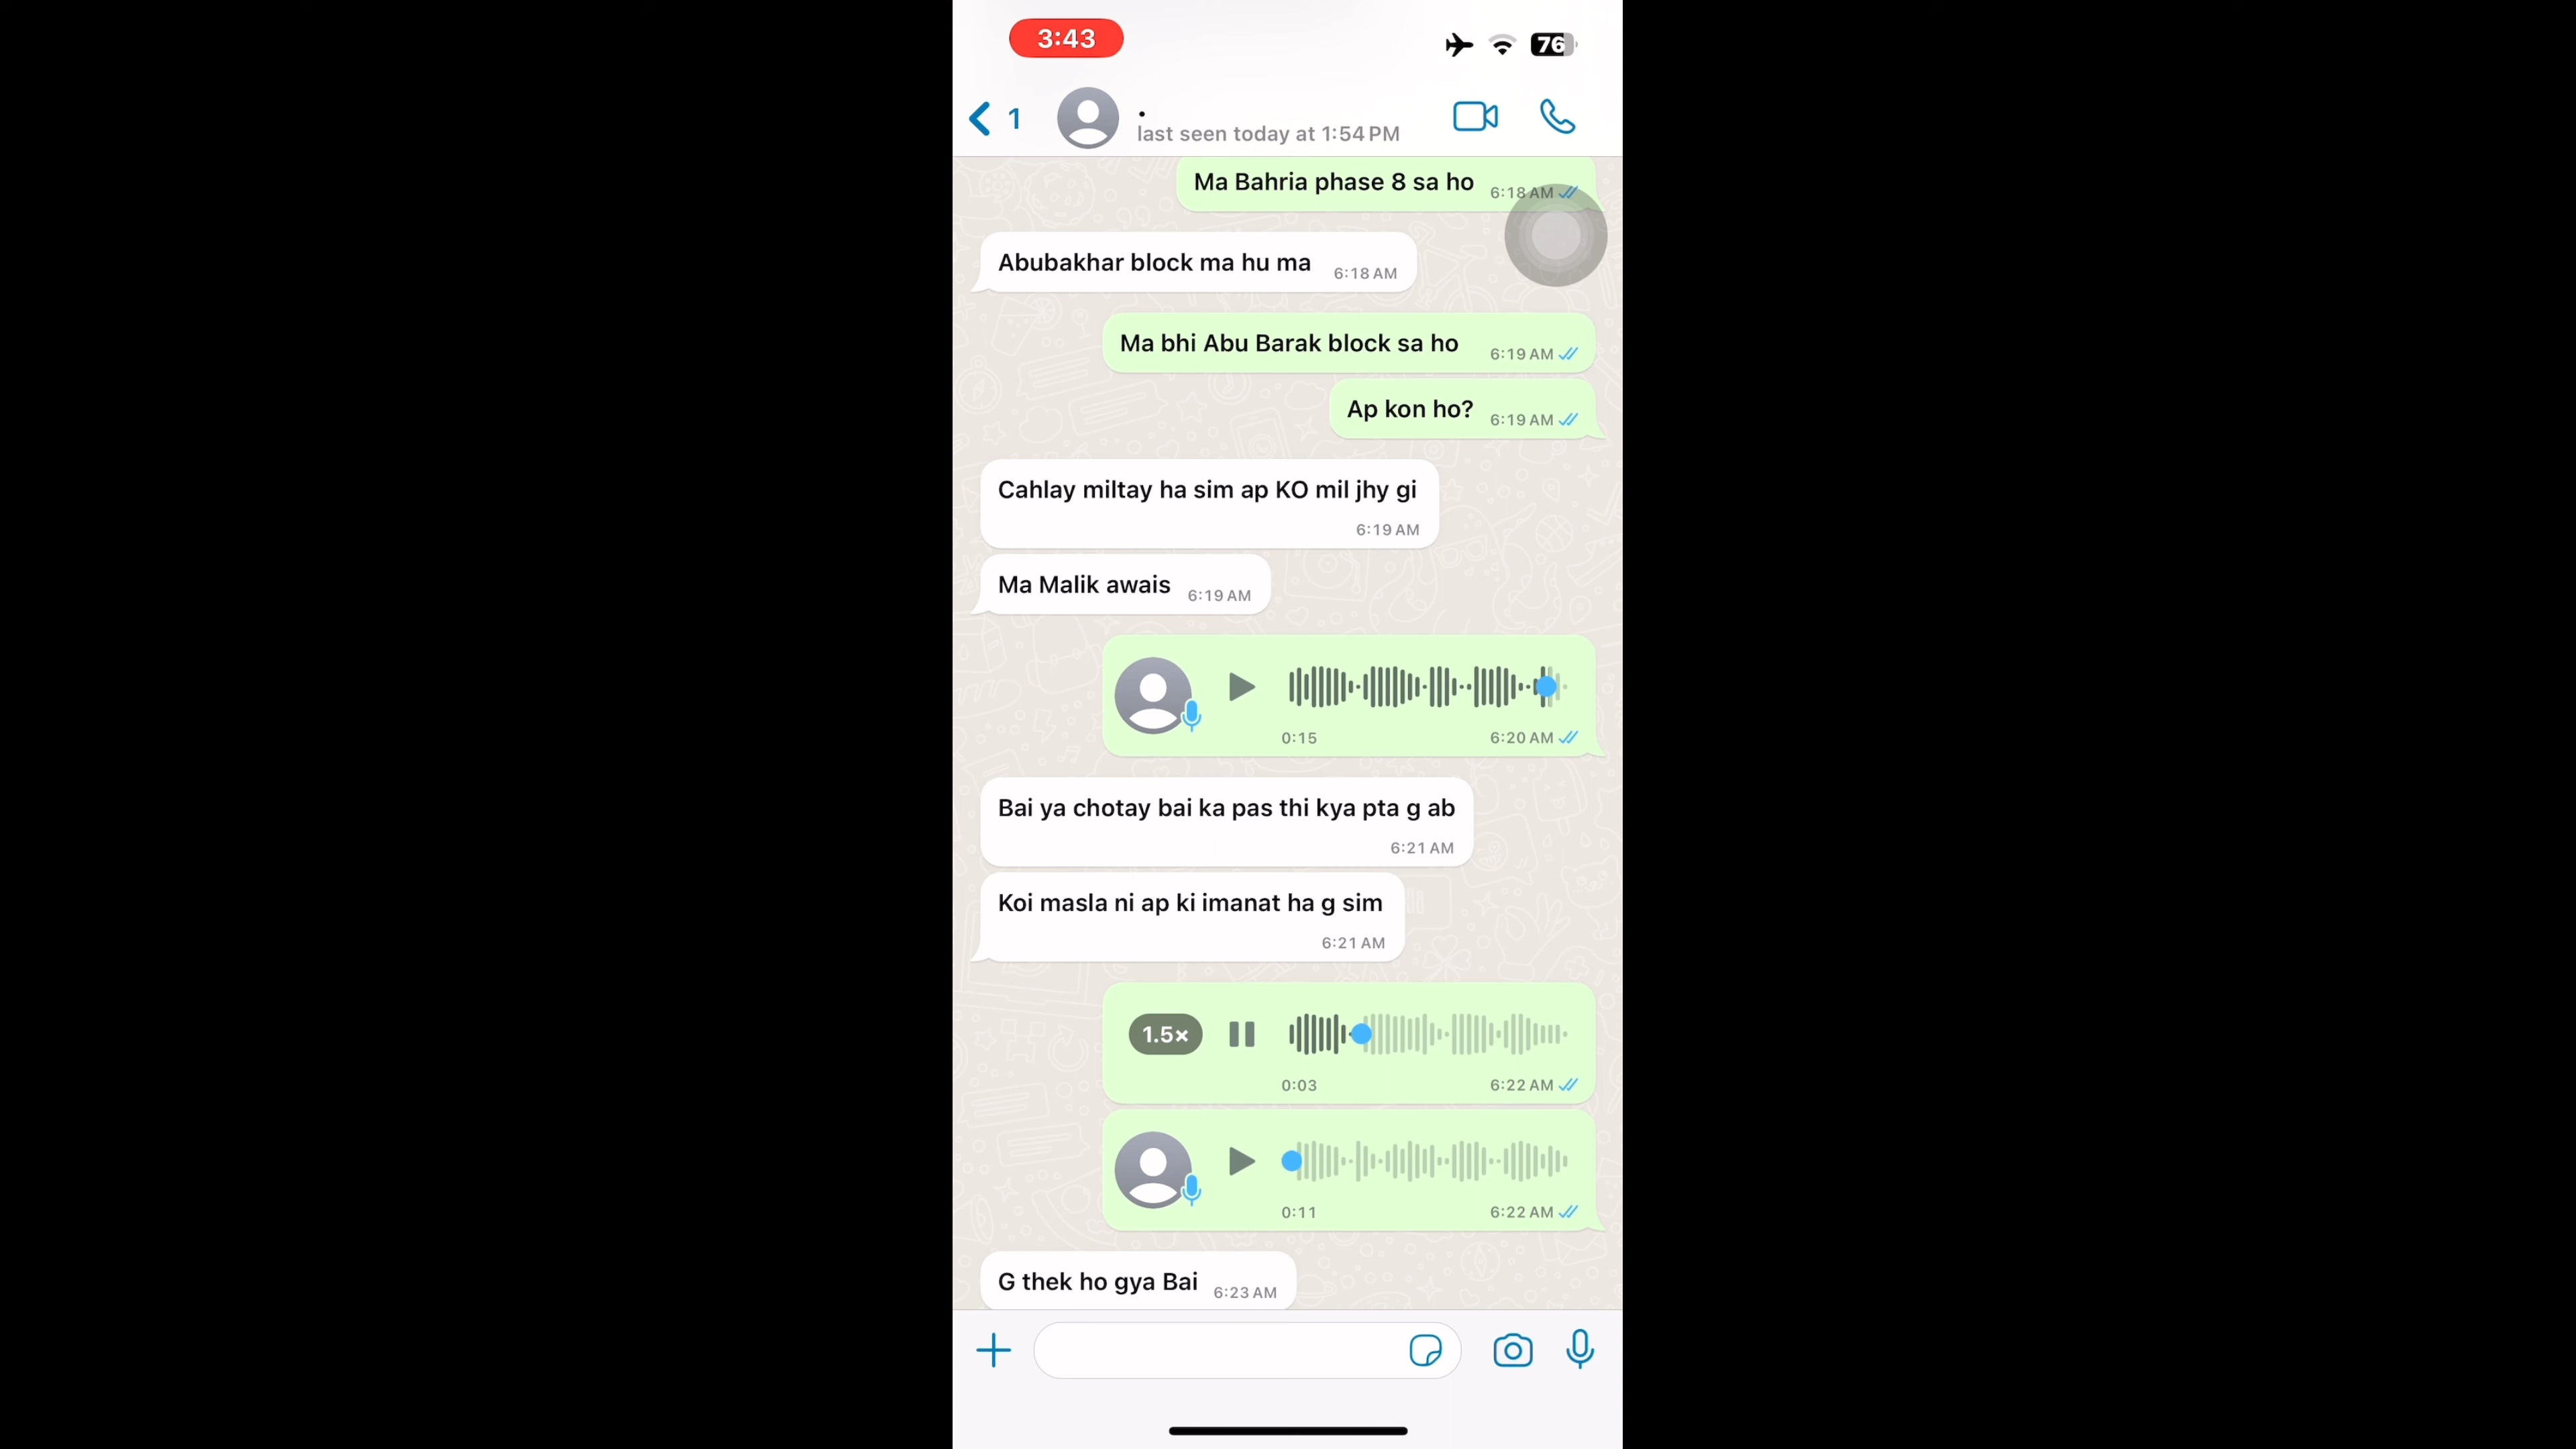 3:43
76
1
.
last seen today at 1:54 PM
Ma Bahria phase 8 sa ho 6:18 AM
Abubakhar block ma hu ma 6:18 AM
Ma bhi Abu Barak block sa ho 6:19 AM
Ap kon ho? 6:19 AM
Cahlay miltay ha sim ap KO mil jhy gi
6:19 AM
Ma Malik awais 6:19 AM
0:15 6:20 AM
Bai ya chotay bai ka pas thi kya pta g ab
6:21 AM
Koi masla ni ap ki imanat ha g sim
6:21 AM
1.5×
0:03 6:22 AM
0:11 6:22 AM
G thek ho gya Bai 6:23 AM